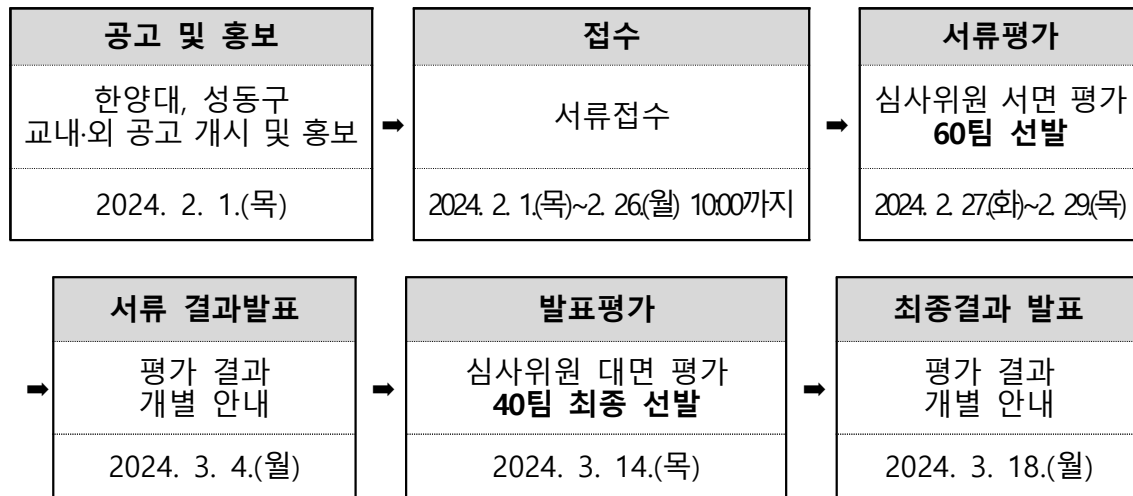 공고 및 홍보
한양대, 성동구
교내·외 공고 개시 및 홍보
2024. 2. 1.(목)
➡
접수
서류접수
2024. 2. 1.(목)~2. 26.(월) 10:00까지
➡
서류평가
심사위원 서면 평가
60팀 선발
2024. 2. 27.(화)~2. 29.(목)
➡
서류 결과발표
평가 결과
개별 안내
2024. 3. 4.(월)
➡
발표평가
심사위원 대면 평가
40팀 최종 선발
2024. 3. 14.(목)
➡
최종결과 발표
평가 결과
개별 안내
2024. 3. 18.(월)